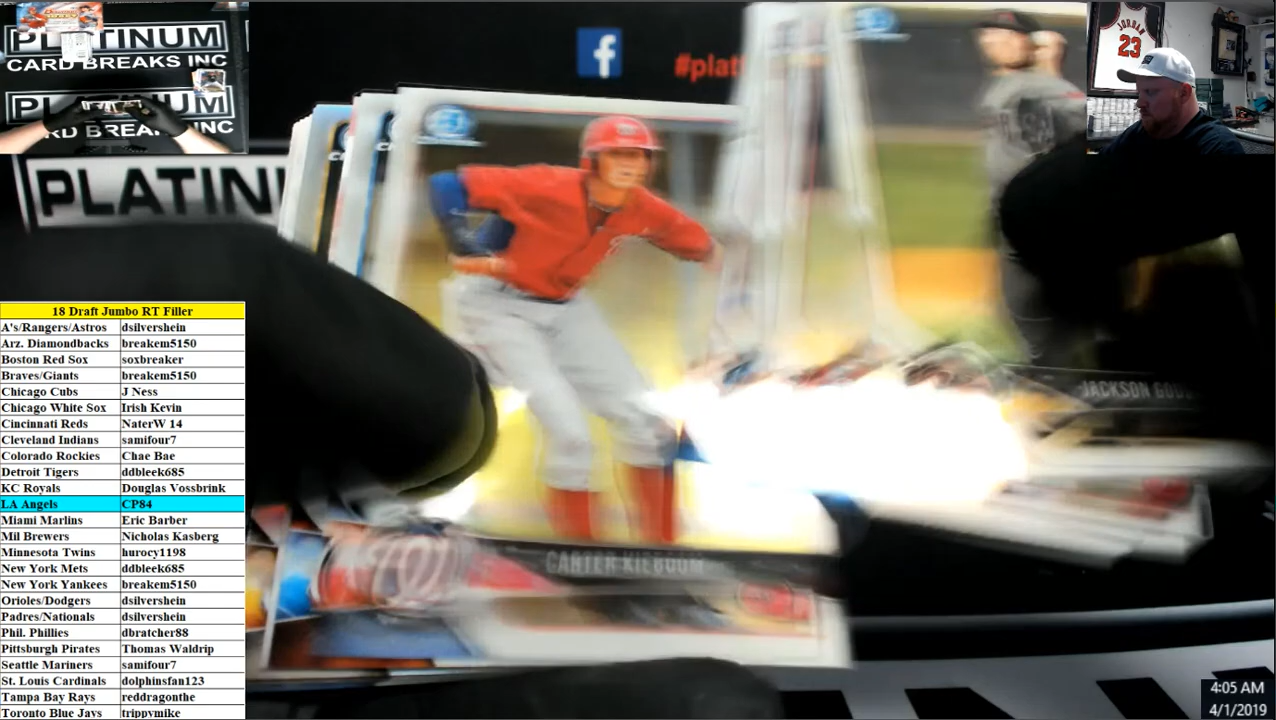 PLATINUM
CARD BREAKS INC
PLATINUM
CARD BREAKS INC
#plat
JORDAN
23
PLATINU
CARTER KIEBOOM
JACKSON GOU
18 Draft Jumbo RT Filler
A's/Rangers/Astros dsilvershein
Arz. Diamondbacks breakem5150
Boston Red Sox soxbreaker
Braves/Giants breakem5150
Chicago Cubs J Ness
Chicago White Sox Irish Kevin
Cincinnati Reds NaterW 14
Cleveland Indians samifour7
Colorado Rockies Chae Bae
Detroit Tigers ddbleek685
KC Royals Douglas Vossbrink
LA Angels CP84
Miami Marlins Eric Barber
Mil Brewers Nicholas Kasberg
Minnesota Twins hurocy1198
New York Mets ddbleek685
New York Yankees breakem5150
Orioles/Dodgers dsilvershein
Padres/Nationals dsilvershein
Phil. Phillies dbratcher88
Pittsburgh Pirates Thomas Waldrip
Seattle Mariners samifour7
St. Louis Cardinals dolphinsfan123
Tampa Bay Rays reddragonthe
Toronto Blue Jays trippymike
4:05 AM
4/1/2019